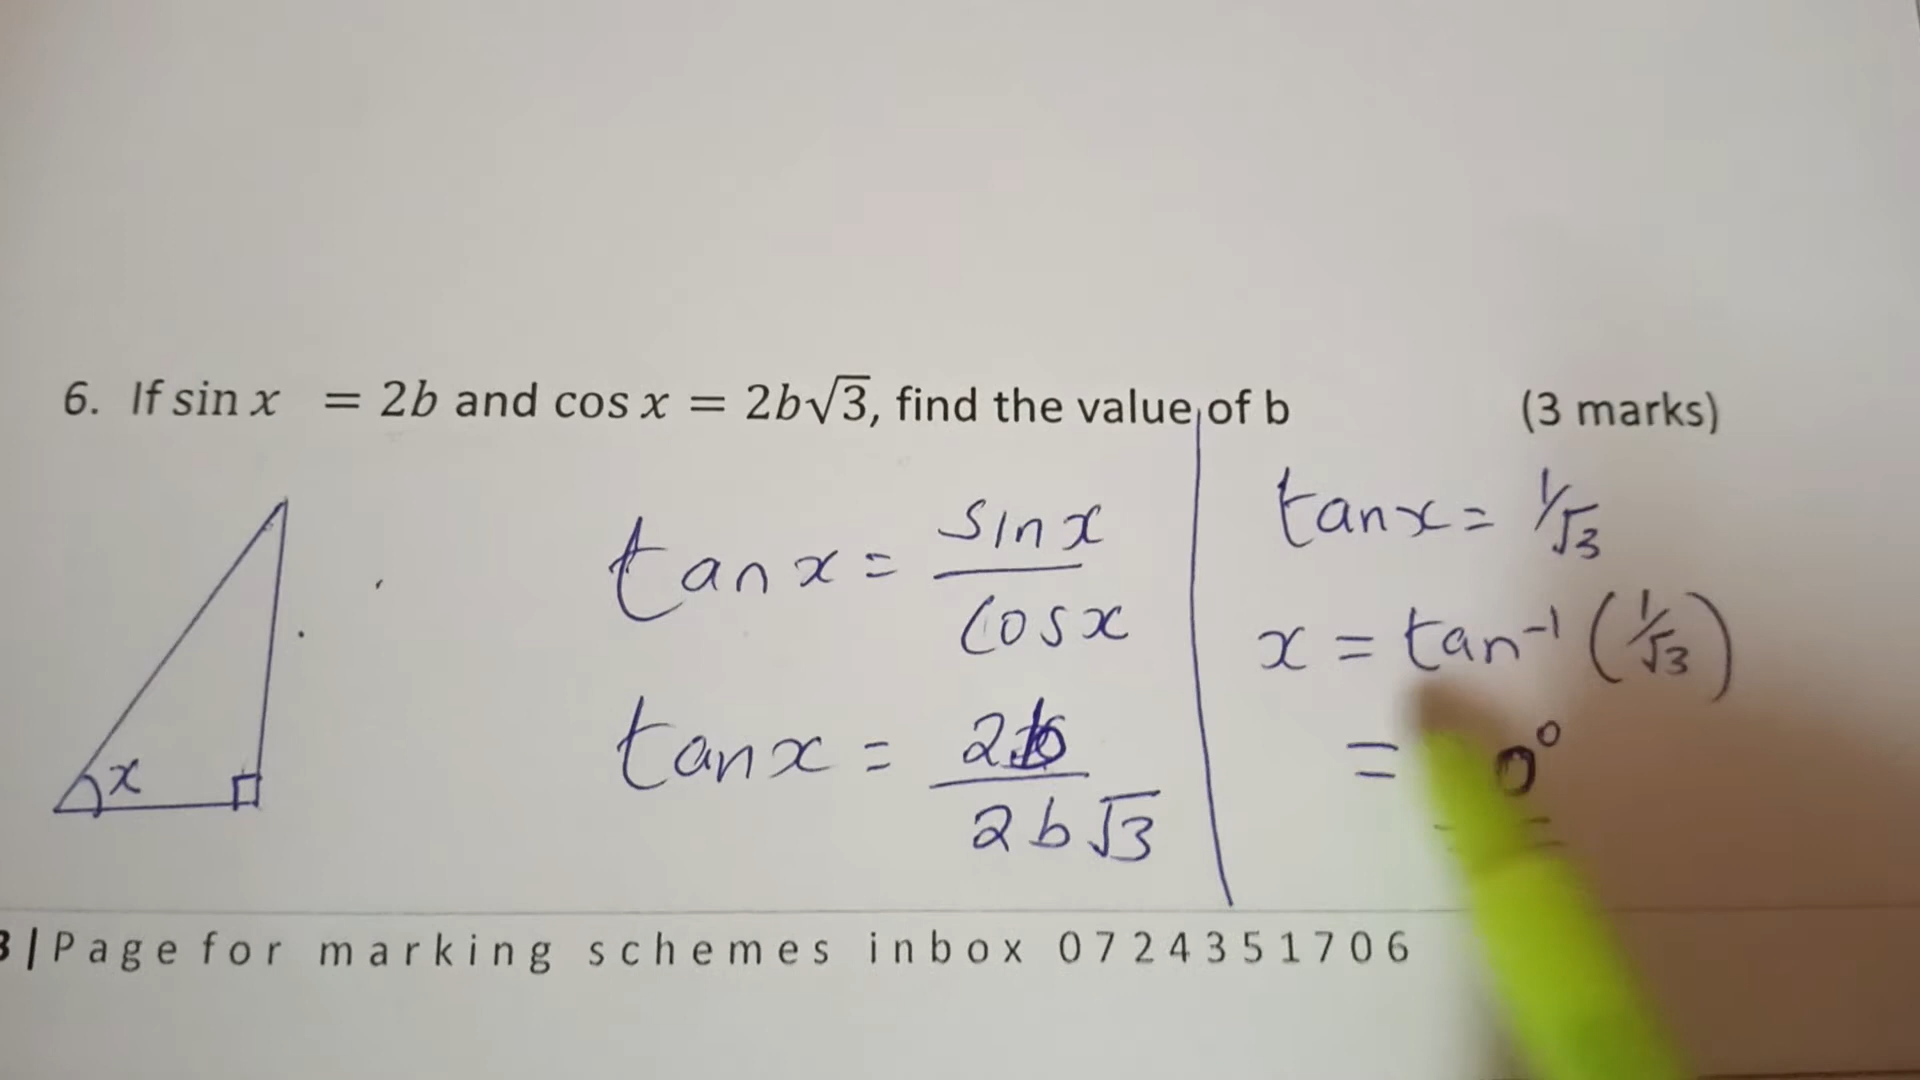 6. If sin x = 2b and cos x = 2b√3, find the value of b (3 marks)
x
tan x = sin x / cos x
tan x = 2b / 2b√3
tan x = 1/√3
x = tan⁻¹ (1/√3)
= 0°
3 | Page for marking schemes inbox 0724351706